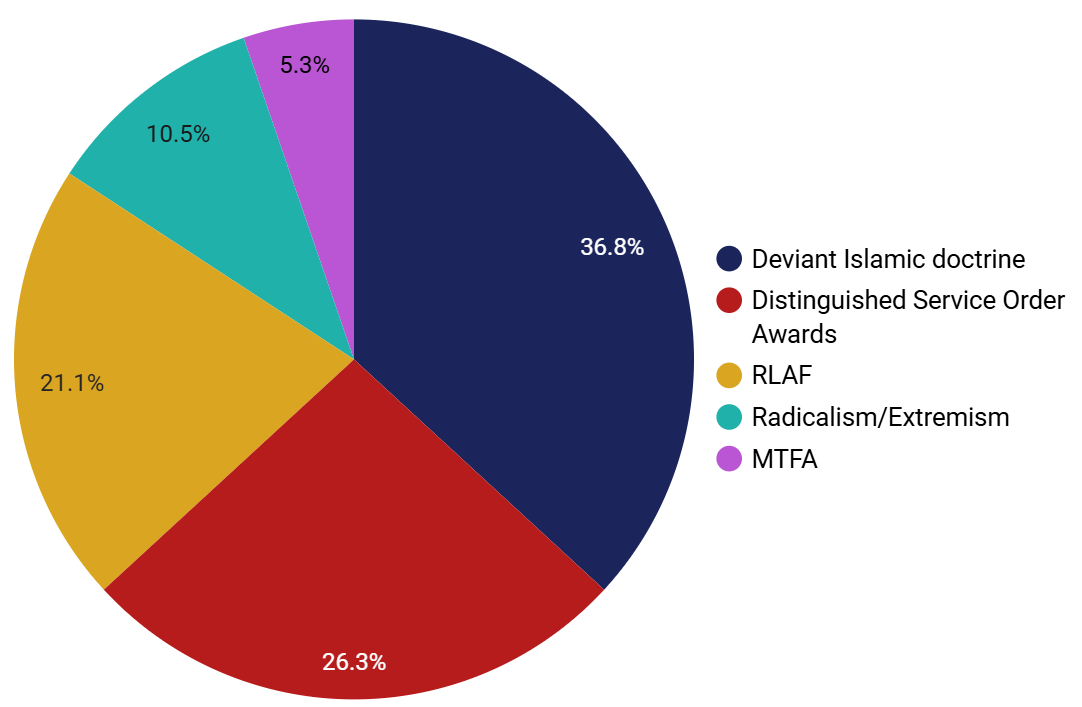 5.3%
10.5%
36.8%
21.1%
26.3%
Deviant Islamic doctrine
Distinguished Service Order
Awards
RLAF
Radicalism/Extremism
MTFA